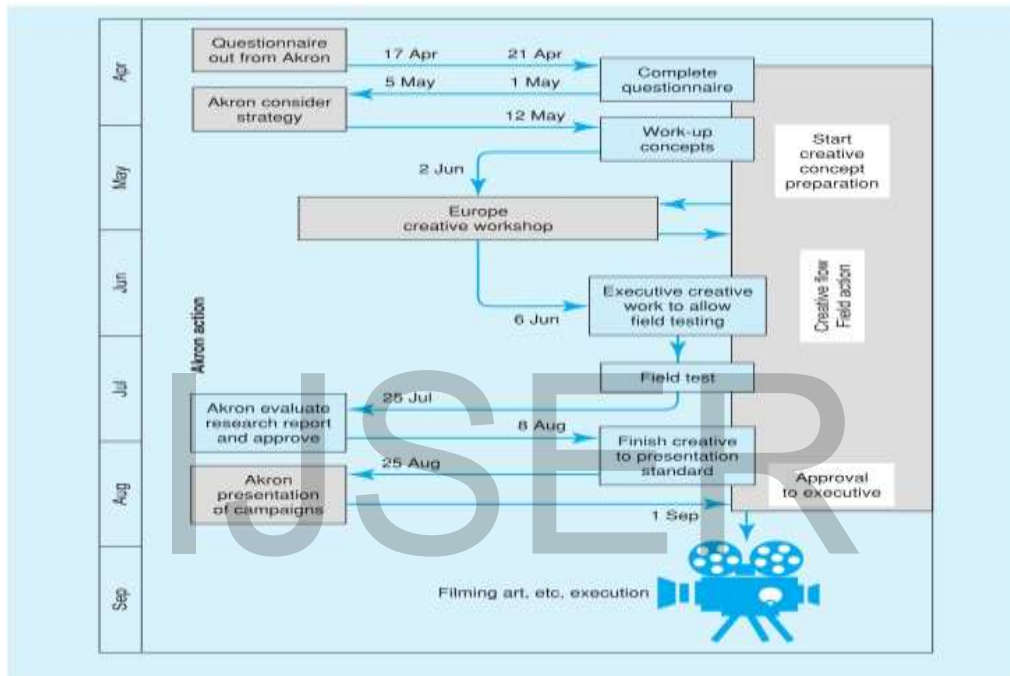 Apr
May
Jun
Jul
Aug
Sep
Akron action
Questionnaire
out from Akron
17 Apr
21 Apr
Complete
questionnaire
5 May
1 May
Akron consider
strategy
12 May
Work-up
concepts
Start
creative
concept
preparation
2 Jun
Europe
creative workshop
Creative flow
Field action
Executive creative
work to allow
field testing
6 Jun
Field test
25 Jul
Akron evaluate
research report
and approve
8 Aug
Finish creative
to presentation
standard
25 Aug
Akron
presentation
of campaigns
Approval
to executive
1 Sep
Filming art, etc, execution
IJSER